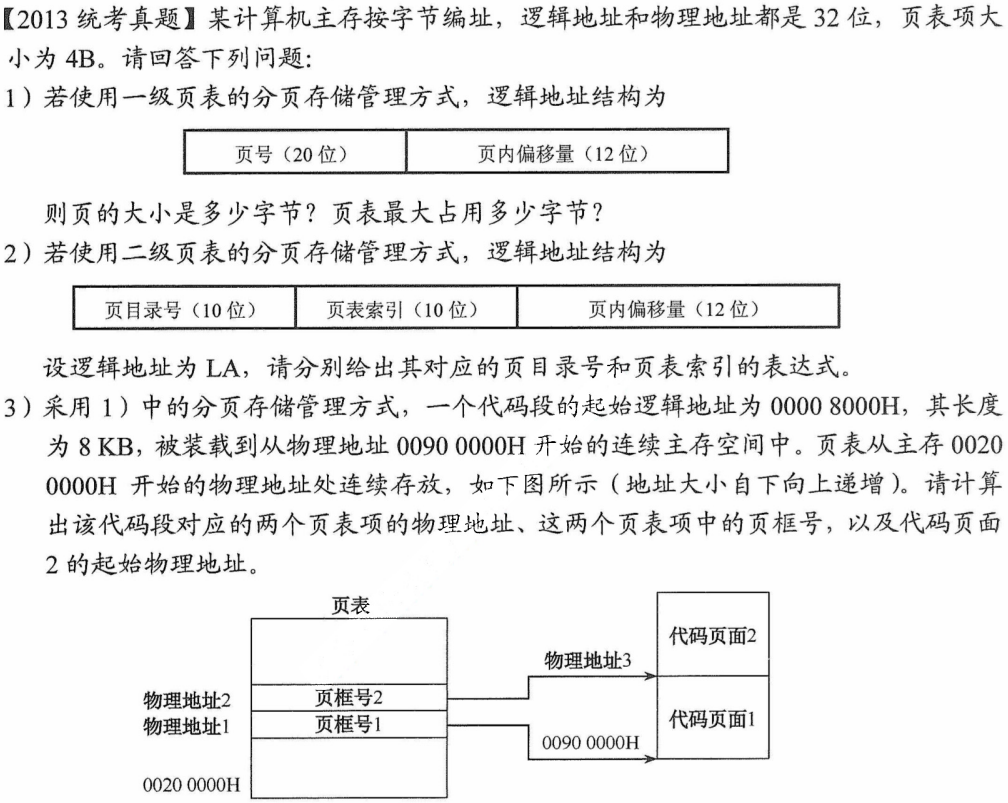 【2013 统考真题】某计算机主存按字节编址，逻辑地址和物理地址都是 32 位，页表项大
小为 4B。请回答下列问题：
1）若使用一级页表的分页存储管理方式，逻辑地址结构为
页号（20 位） 页内偏移量（12 位）
则页的大小是多少字节？页表最大占用多少字节？
2）若使用二级页表的分页存储管理方式，逻辑地址结构为
页目录号（10 位） 页表索引（10 位） 页内偏移量（12 位）
设逻辑地址为 LA，请分别给出其对应的页目录号和页表索引的表达式。
3）采用 1）中的分页存储管理方式，一个代码段的起始逻辑地址为 0000 8000H，其长度
为 8 KB，被装载到从物理地址 0090 0000H 开始的连续主存空间中。页表从主存 0020
0000H 开始的物理地址处连续存放，如下图所示（地址大小自下向上递增）。请计算
出该代码段对应的两个页表项的物理地址、这两个页表项中的页框号，以及代码页面
2 的起始物理地址。
页表
代码页面2
物理地址3
物理地址2 页框号2
物理地址1 页框号1
代码页面1
0090 0000H
0020 0000H